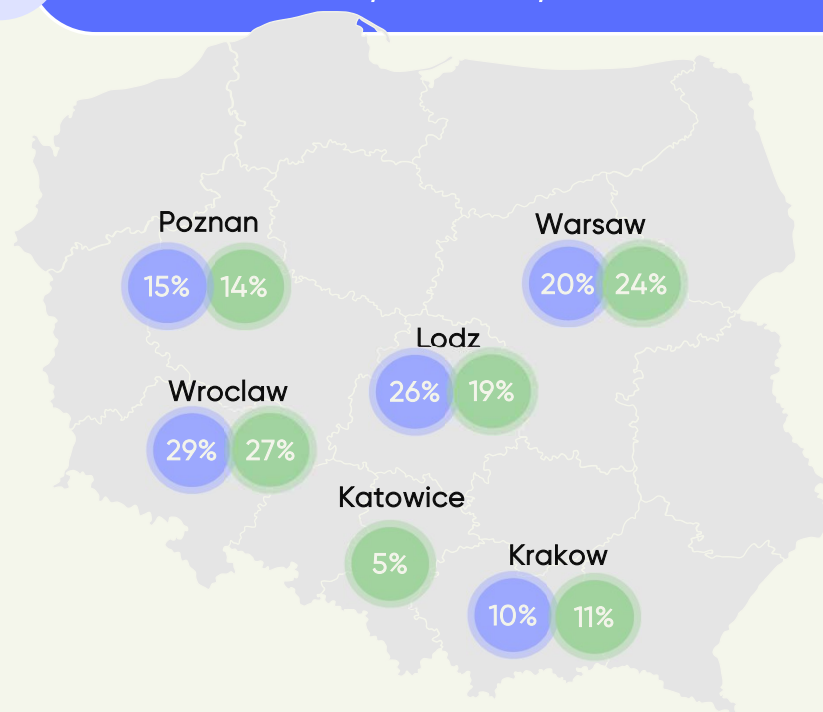 Poznan
15% 14%
Warsaw
20% 24%
Lodz
26% 19%
Wroclaw
29% 27%
Katowice
5%
Krakow
10% 11%